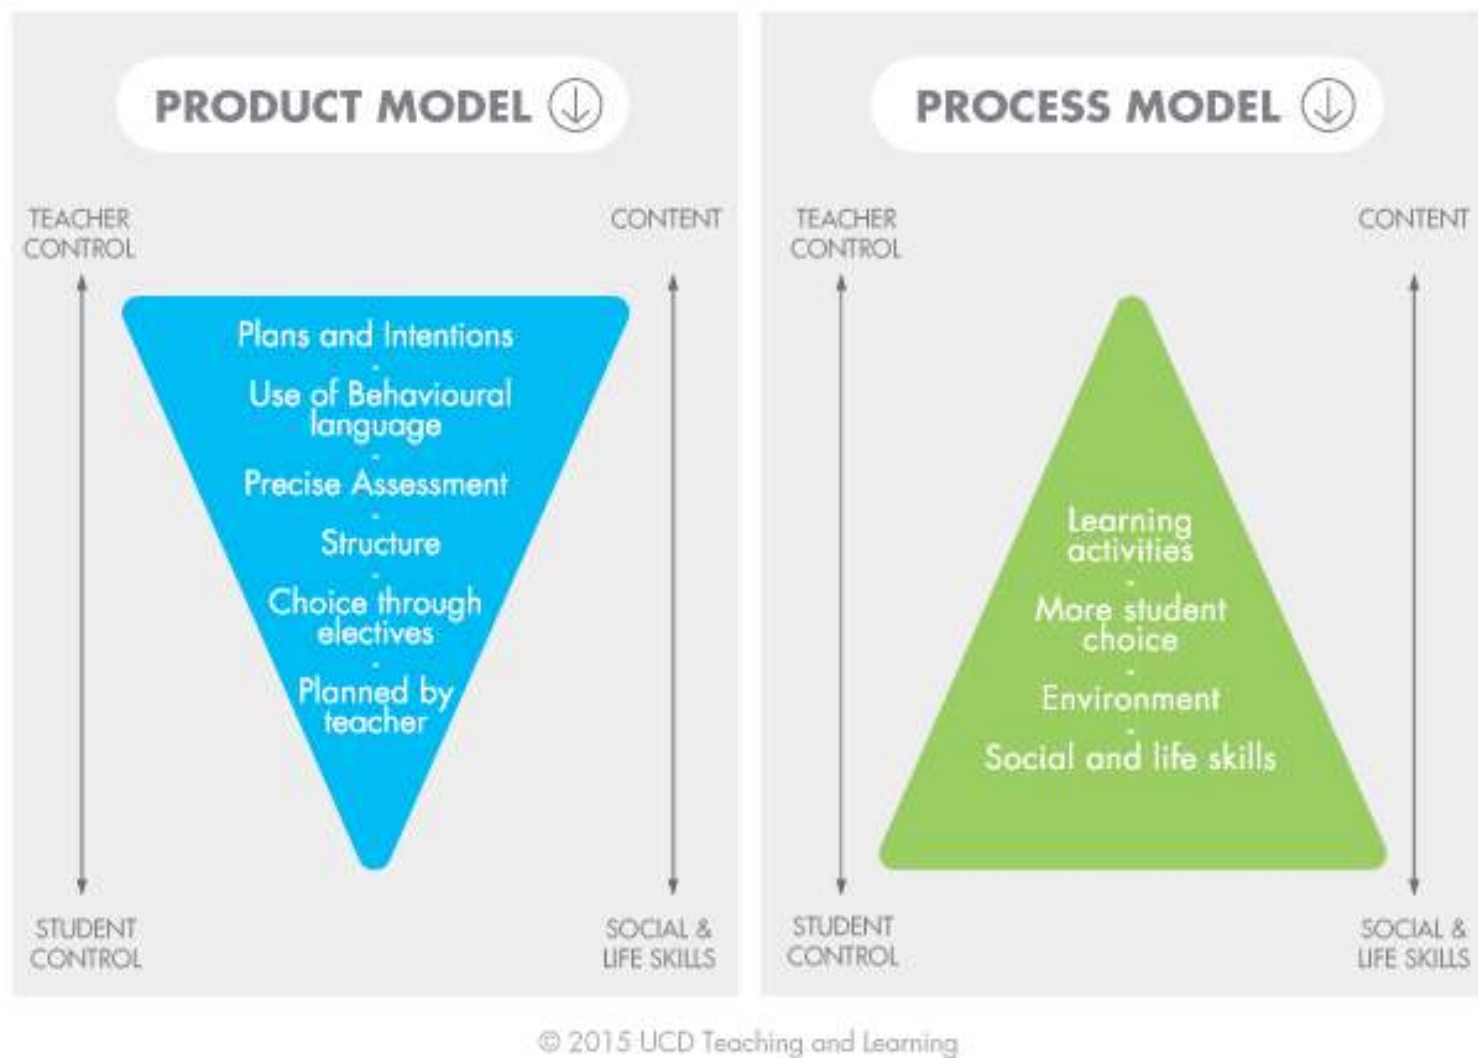 PRODUCT MODEL
TEACHER
CONTROL
CONTENT
Plans and Intentions
-
Use of Behavioural
language
-
Precise Assessment
-
Structure
-
Choice through
electives
-
Planned by
teacher
STUDENT
CONTROL
SOCIAL &
LIFE SKILLS
PROCESS MODEL
TEACHER
CONTROL
CONTENT
Learning
activities
-
More student
choice
-
Environment
-
Social and life skills
STUDENT
CONTROL
SOCIAL &
LIFE SKILLS
© 2015 UCD Teaching and Learning